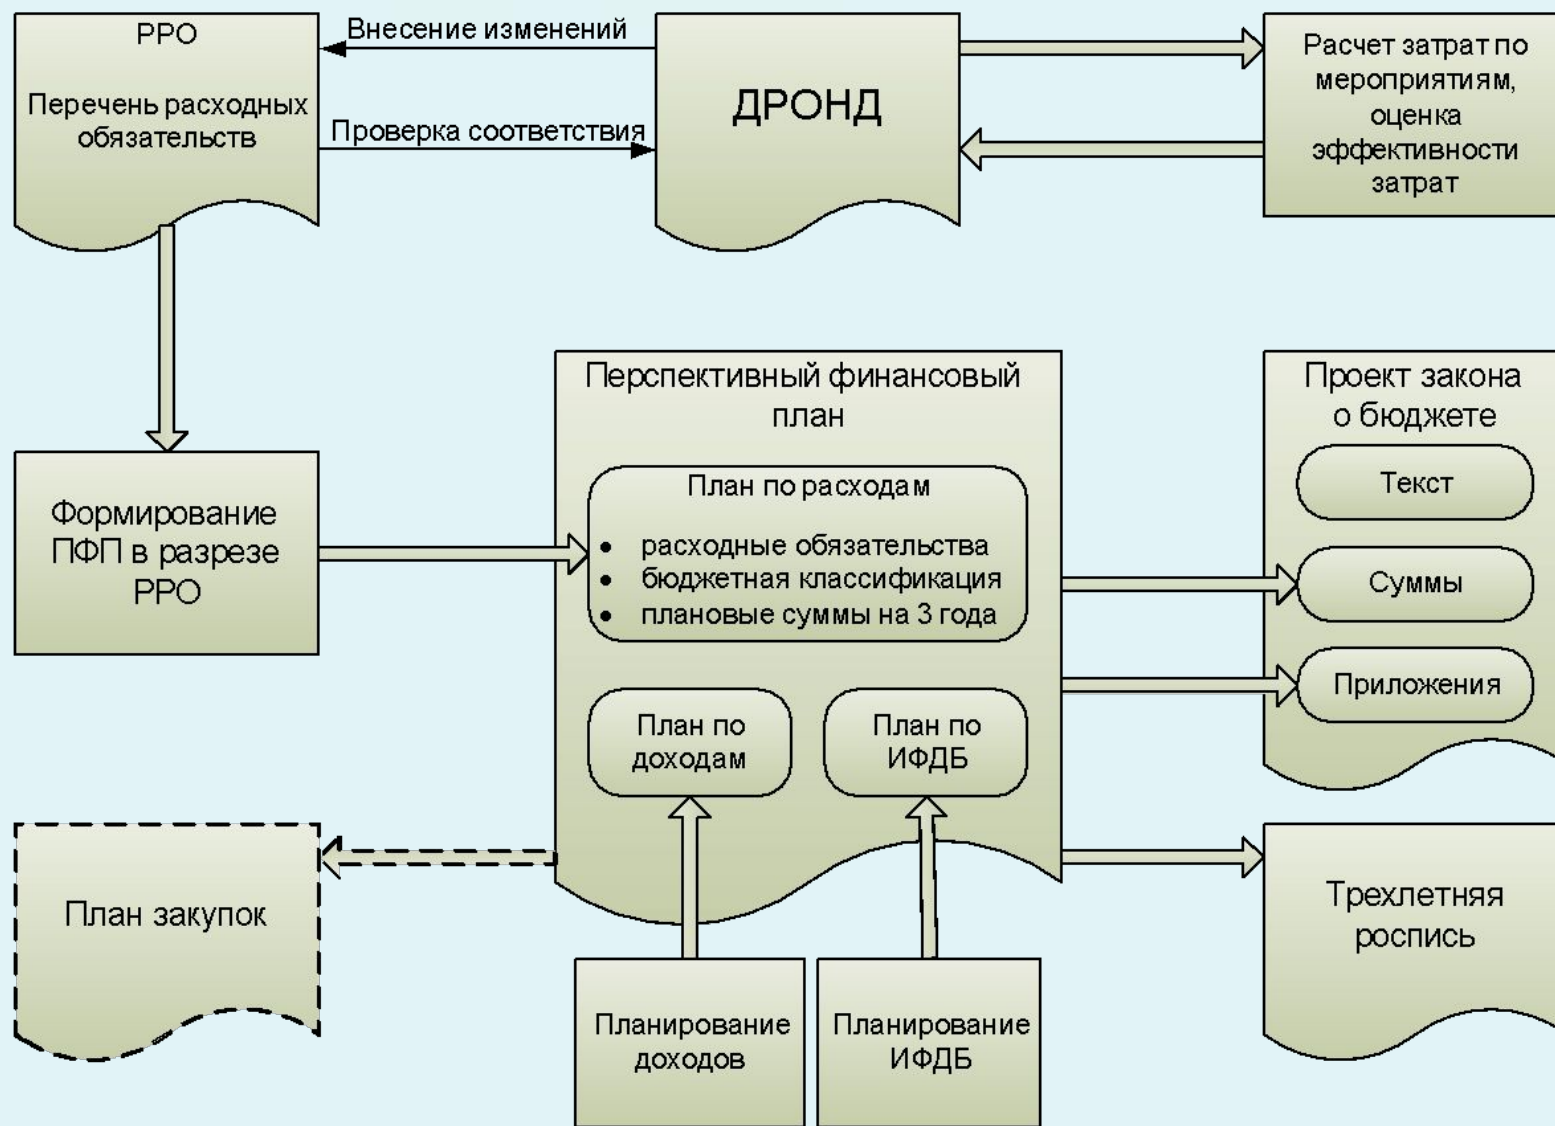 РРО
Перечень расходных
обязательств
Внесение изменений
Проверка соответствия
ДРОНД
Расчет затрат по
мероприятиям,
оценка
эффективности
затрат
Формирование
ПФП в разрезе
РРО
Перспективный финансовый
план
План по расходам
• расходные обязательства
• бюджетная классификация
• плановые суммы на 3 года
План по
доходам
План по
ИФДБ
Проект закона
о бюджете
Текст
Суммы
Приложения
План закупок
Планирование
доходов
Планирование
ИФДБ
Трехлетняя
роспись